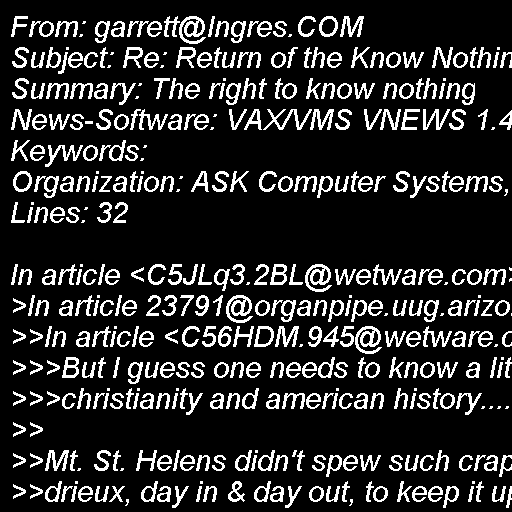 From: garrett@Ingres.COM
Subject: Re: Return of the Know Nothin
Summary: The right to know nothing
News-Software: VAX/VMS VNEWS 1.4
Keywords:
Organization: ASK Computer Systems,
Lines: 32

In article <C5JLq3.2BL@wetware.com>
>In article 23791@organpipe.uug.arizo
>>In article <C56HDM.945@wetware.c
>>>But I guess one needs to know a lit
>>>christianity and american history....
>>
>>Mt. St. Helens didn't spew such crap
>>drieux, day in & day out, to keep it up